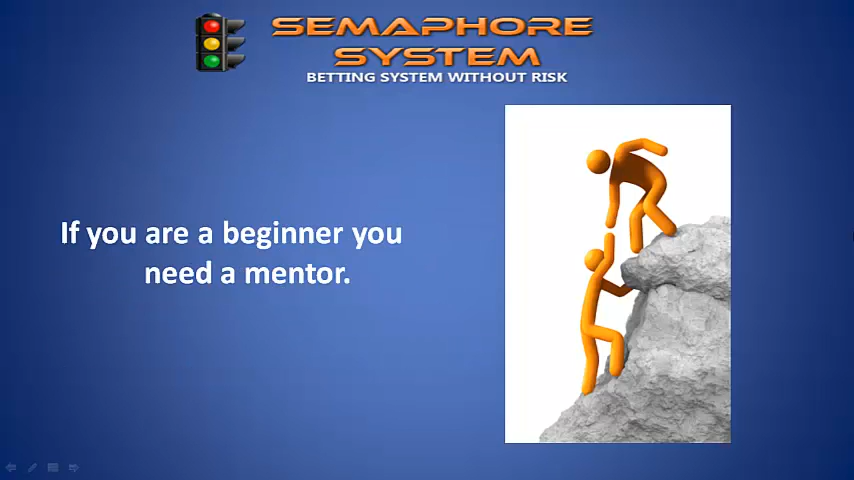 SEMAPHORE
SYSTEM
BETTING SYSTEM WITHOUT RISK
If you are a beginner you
need a mentor.